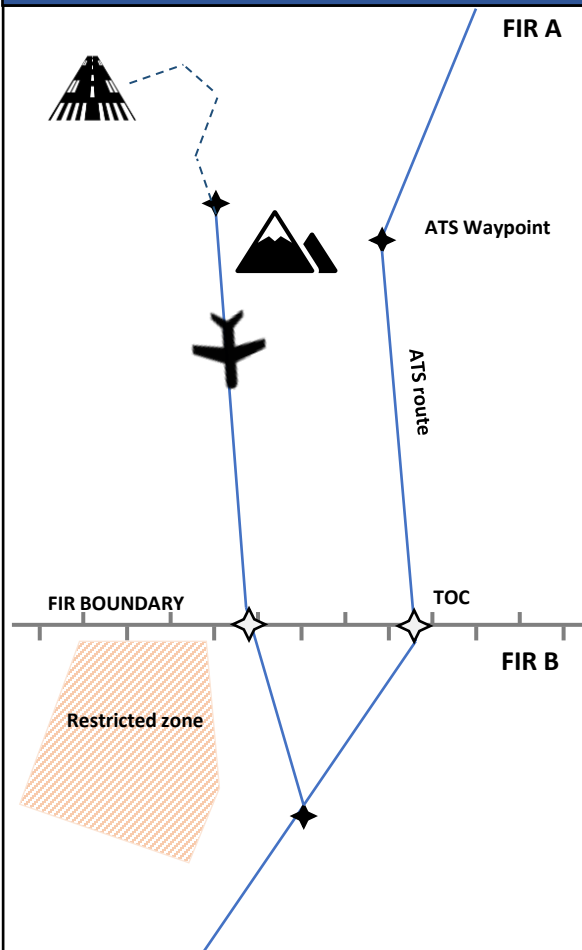 FIR A
ATS Waypoint
ATS route
FIR BOUNDARY
TOC
FIR B
Restricted zone